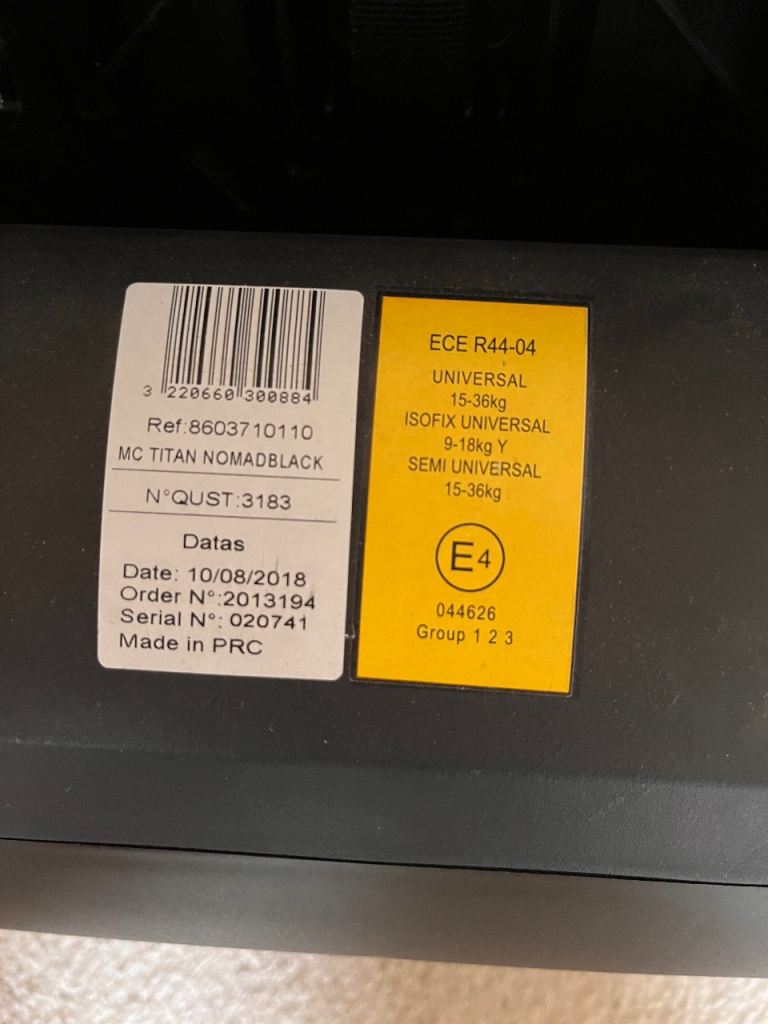 3 220660 300884
Ref:8603710110
MC TITAN NOMADBLACK
N°QUST:3183
Datas
Date: 10/08/2018
Order N°:2013194
Serial N°: 020741
Made in PRC
ECE R44-04
UNIVERSAL
15-36kg
ISOFIX UNIVERSAL
9-18kg Y
SEMI UNIVERSAL
15-36kg
E4
044626
Group 1 2 3